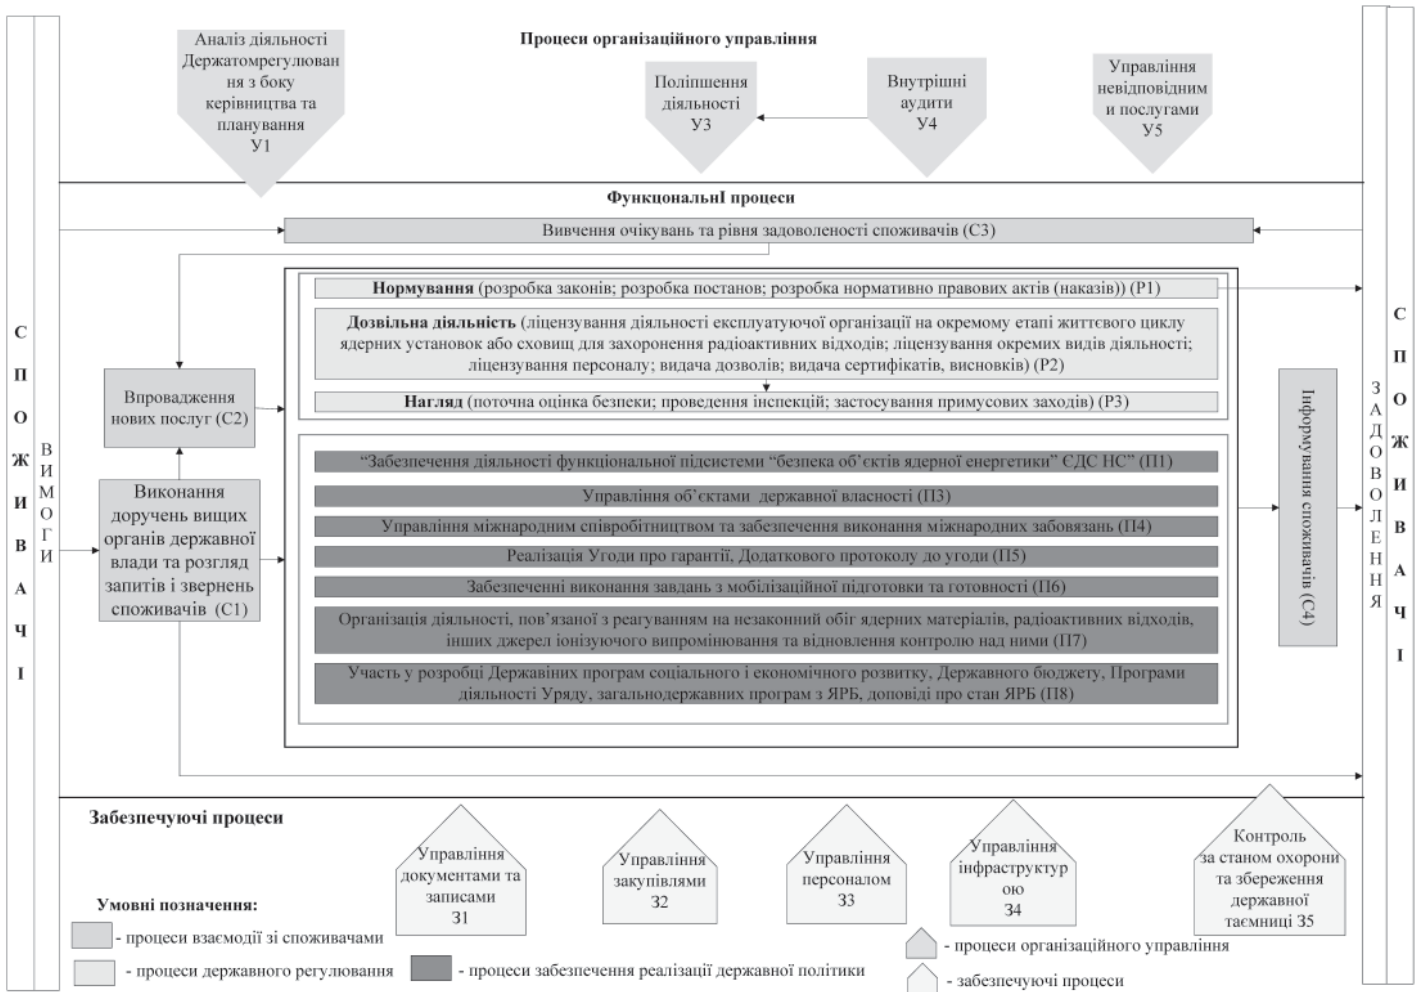 Процеси організаційного управління
Аналіз діяльності
Держатомрегулюван
ня з боку
керівництва та
планування
У1
Поліпшення
діяльності
У3
Внутрішні
аудити
У4
Управління
невідповідним
и послугами
У5
ФункцональнІ процеси
Вивчення очікувань та рівня задоволеності споживачів (С3)
СПОЖИВАЧІ
ВИМОГИ
Впровадження
нових послуг (С2)
Виконання
доручень вищих
органів державної
влади та розгляд
запитів і звернень
споживачів (С1)
Нормування (розробка законів; розробка постанов; розробка нормативно правових актів (наказів)) (Р1)
Дозвільна діяльність (ліцензування діяльності експлуатуючої організації на окремому етапі життєвого циклу
ядерних установок або сховищ для захоронення радіоактивних відходів; ліцензування окремих видів діяльності;
ліцензування персоналу; видача дозволів; видача сертифікатів, висновків) (Р2)
Нагляд (поточна оцінка безпеки; проведення інспекцій; застосування примусових заходів) (Р3)
“Забезпечення діяльності функціональної підсистеми “безпека об’єктів ядерної енергетики” ЄДС НС” (П1)
Управління об’єктами державної власності (П3)
Управління міжнародним співробітництвом та забезпечення виконання міжнародних забовязань (П4)
Реалізація Угоди про гарантії, Додаткового протоколу до угоди (П5)
Забезпеченні виконання завдань з мобілізаційної підготовки та готовності (П6)
Організація діяльності, пов’язаної з реагуванням на незаконний обіг ядерних матеріалів, радіоактивних відходів,
інших джерел іонізуючого випромінювання та відновлення контролю над ними (П7)
Участь у розробці Державіних програм соціального і економічного розвитку, Державного бюджету, Програми
діяльності Уряду, загальнодержавних програм з ЯРБ, доповіді про стан ЯРБ (П8)
Інформування споживачів (С4)
ЗАДОВОЛЕННЯ
СПОЖИВАЧІ
Забезпечуючі процеси
Управління
документами та
записами
З1
Управління
закупівлями
З2
Управління
персоналом
З3
Управління
інфраструктур
ою
З4
Контроль
за станом охорони
та збереження
державної
таємниці З5
Умовні позначення:
- процеси взаємодії зі споживачами
- процеси державного регулювання
- процеси забезпечення реалізації державної політики
- процеси організаційного управління
- забезпечуючі процеси